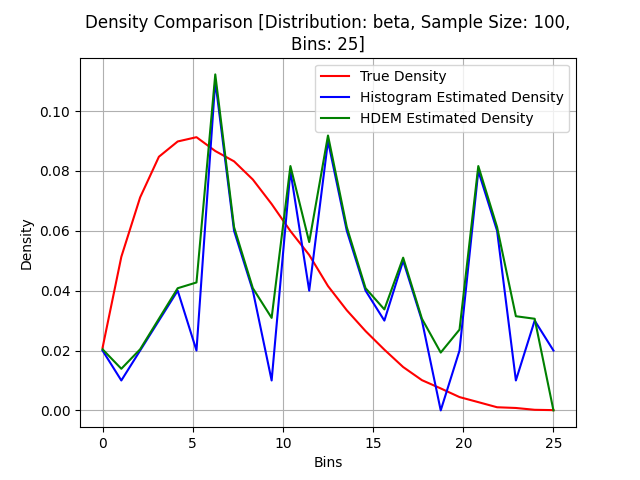 Density Comparison [Distribution: beta, Sample Size: 100,
Bins: 25]
True Density
Histogram Estimated Density
HDEM Estimated Density
Density
0.10
0.08
0.06
0.04
0.02
0.00
0 5 10 15 20 25
Bins